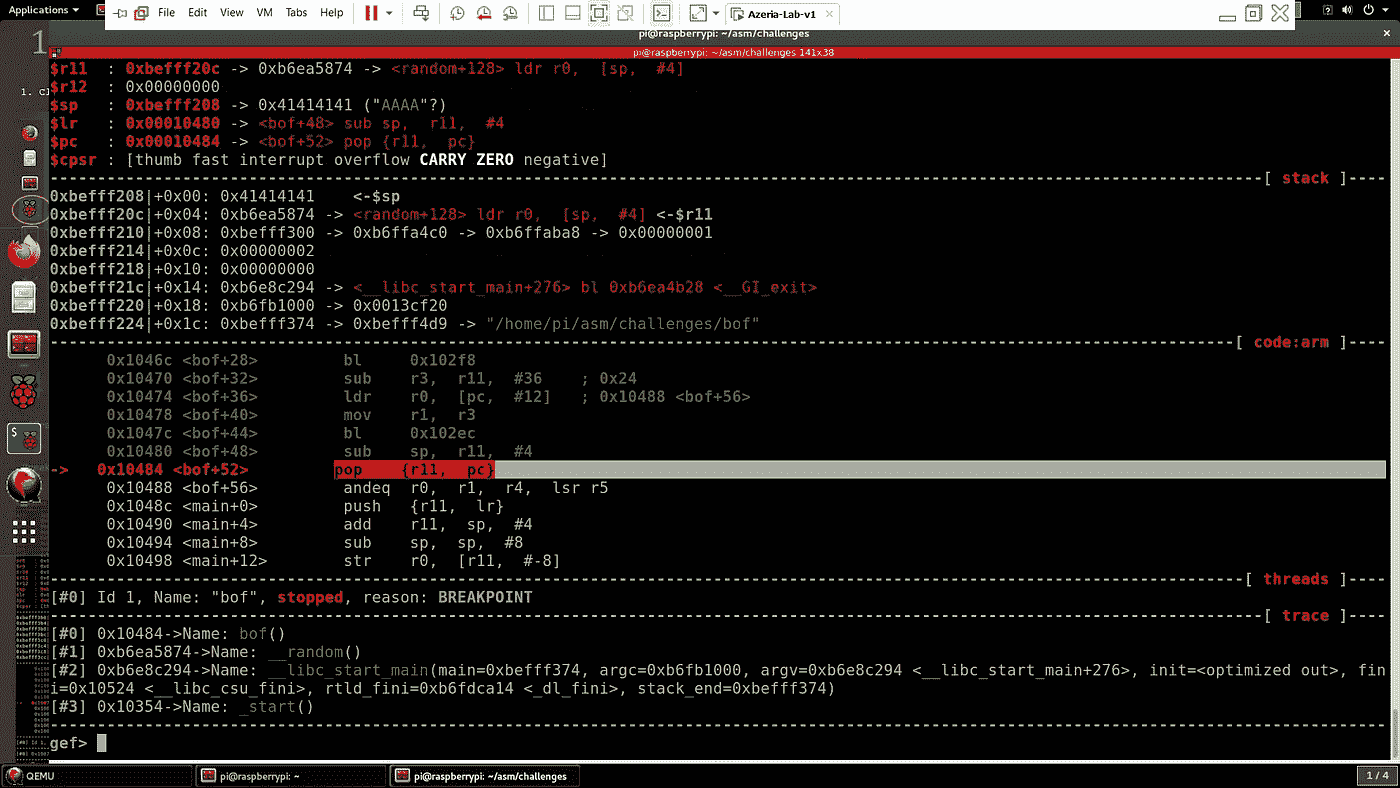 Applications
File Edit View VM Tabs Help
Azeria-Lab-v1
pi@raspberrypi: ~/asm/challenges
pi@raspberrypi: ~/asm/challenges 141x38
1
1. C
$r11 : 0xbefff20c -> 0xb6ea5874 -> <random+128> ldr r0, [sp, #4]
$r12 : 0x00000000
$sp : 0xbefff208 -> 0x41414141 ("AAAA"?)
$lr : 0x00010480 -> <bof+48> sub sp, r11, #4
$pc : 0x00010484 -> <bof+52> pop {r11, pc}
$cpsr : [thumb fast interrupt overflow CARRY ZERO negative]
[ stack ]
0xbefff208|+0x00: 0x41414141 <-$sp
0xbefff20c|+0x04: 0xb6ea5874 -> <random+128> ldr r0, [sp, #4] <-$r11
0xbefff210|+0x08: 0xbefff300 -> 0xb6ffa4c0 -> 0xb6ffaba8 -> 0x00000001
0xbefff214|+0x0c: 0x00000002
0xbefff218|+0x10: 0x00000000
0xbefff21c|+0x14: 0xb6e8c294 -> <__libc_start_main+276> bl 0xb6ea4b28 <__GI_exit>
0xbefff220|+0x18: 0xb6fb1000 -> 0x0013cf20
0xbefff224|+0x1c: 0xbefff374 -> 0xbefff4d9 -> "/home/pi/asm/challenges/bof"
[ code:arm ]
0x1046c <bof+28> bl 0x102f8
0x10470 <bof+32> sub r3, r11, #36 ; 0x24
0x10474 <bof+36> ldr r0, [pc, #12] ; 0x10488 <bof+56>
0x10478 <bof+40> mov r1, r3
0x1047c <bof+44> bl 0x102ec
0x10480 <bof+48> sub sp, r11, #4
-> 0x10484 <bof+52> pop {r11, pc}
0x10488 <bof+56> andeq r0, r1, r4, lsr r5
0x1048c <main+0> push {r11, lr}
0x10490 <main+4> add r11, sp, #4
0x10494 <main+8> sub sp, sp, #8
0x10498 <main+12> str r0, [r11, #-8]
[ threads ]
[#0] Id 1, Name: "bof", stopped, reason: BREAKPOINT
[ trace ]
[#0] 0x10484->Name: bof()
[#1] 0xb6ea5874->Name: __random()
[#2] 0xb6e8c294->Name: __libc_start_main(main=0xbefff374, argc=0xb6fb1000, argv=0xb6e8c294 <__libc_start_main+276>, init=<optimized out>, fin
i=0x10524 <__libc_csu_fini>, rtld_fini=0xb6fdca14 <_dl_fini>, stack_end=0xbefff374)
[#3] 0x10354->Name: _start()
gef>
QEMU
pi@raspberrypi: ~
pi@raspberrypi: ~/asm/challenges
1 / 4